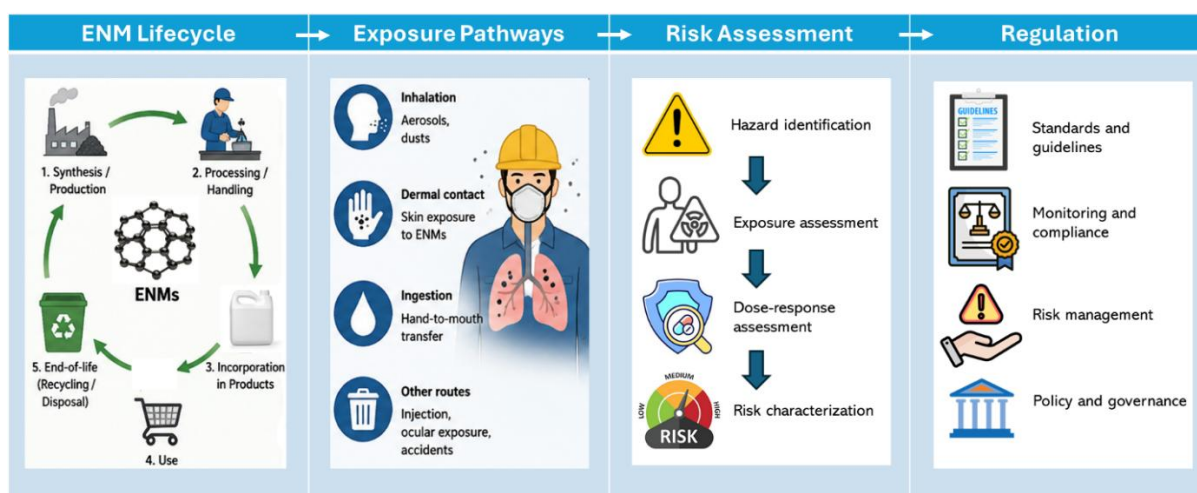 ENM Lifecycle
Exposure Pathways
Risk Assessment
Regulation
1. Synthesis /
Production
2. Processing /
Handling
ENMs
5. End-of-life
(Recycling /
Disposal)
3. Incorporation
in Products
4. Use
Inhalation
Aerosols,
dusts
Dermal contact
Skin exposure
to ENMs
Ingestion
Hand-to-mouth
transfer
Other routes
Injection,
ocular exposure,
accidents
Hazard identification
Exposure assessment
Dose-response
assessment
LOW
MEDIUM
HIGH
RISK
Risk characterization
GUIDELINES
Standards and
guidelines
Monitoring and
compliance
Risk management
Policy and governance